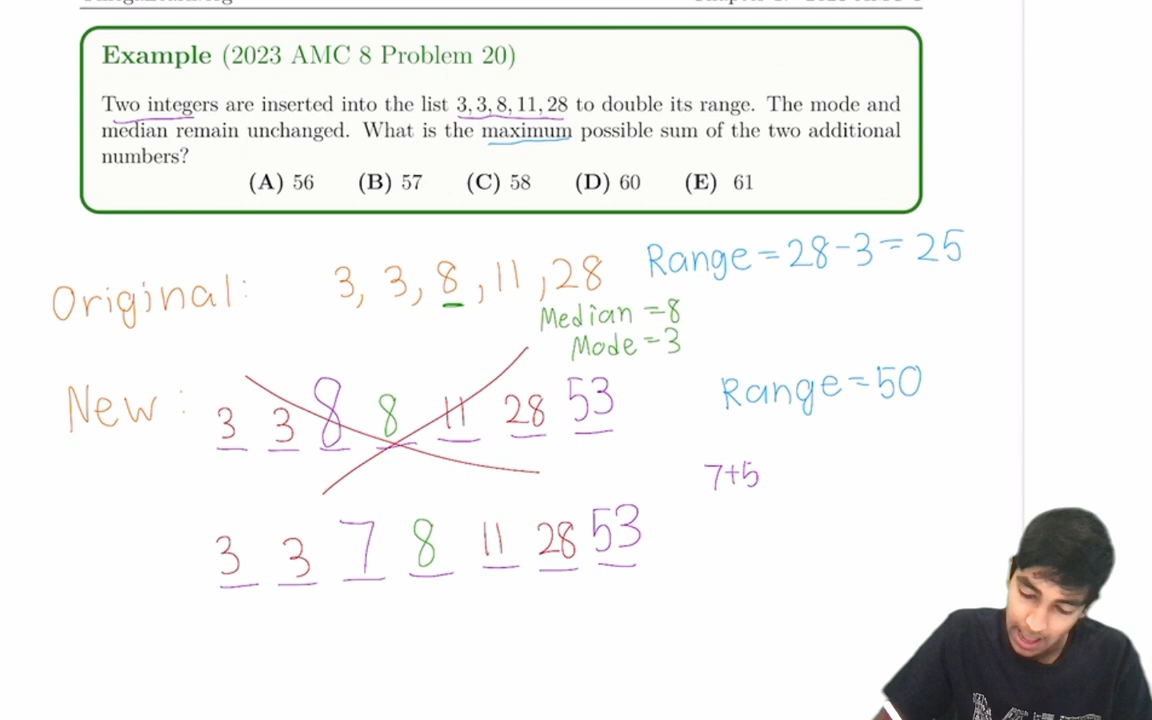 Example (2023 AMC 8 Problem 20)
Two integers are inserted into the list 3, 3, 8, 11, 28 to double its range. The mode and
median remain unchanged. What is the maximum possible sum of the two additional
numbers?
(A) 56 (B) 57 (C) 58 (D) 60 (E) 61
Original: 3, 3, 8, 11, 28 Range = 28-3 = 25
Median = 8
Mode = 3
New: 3 3 8 8 11 28 53 Range = 50
7+5
3 3 7 8 11 28 53